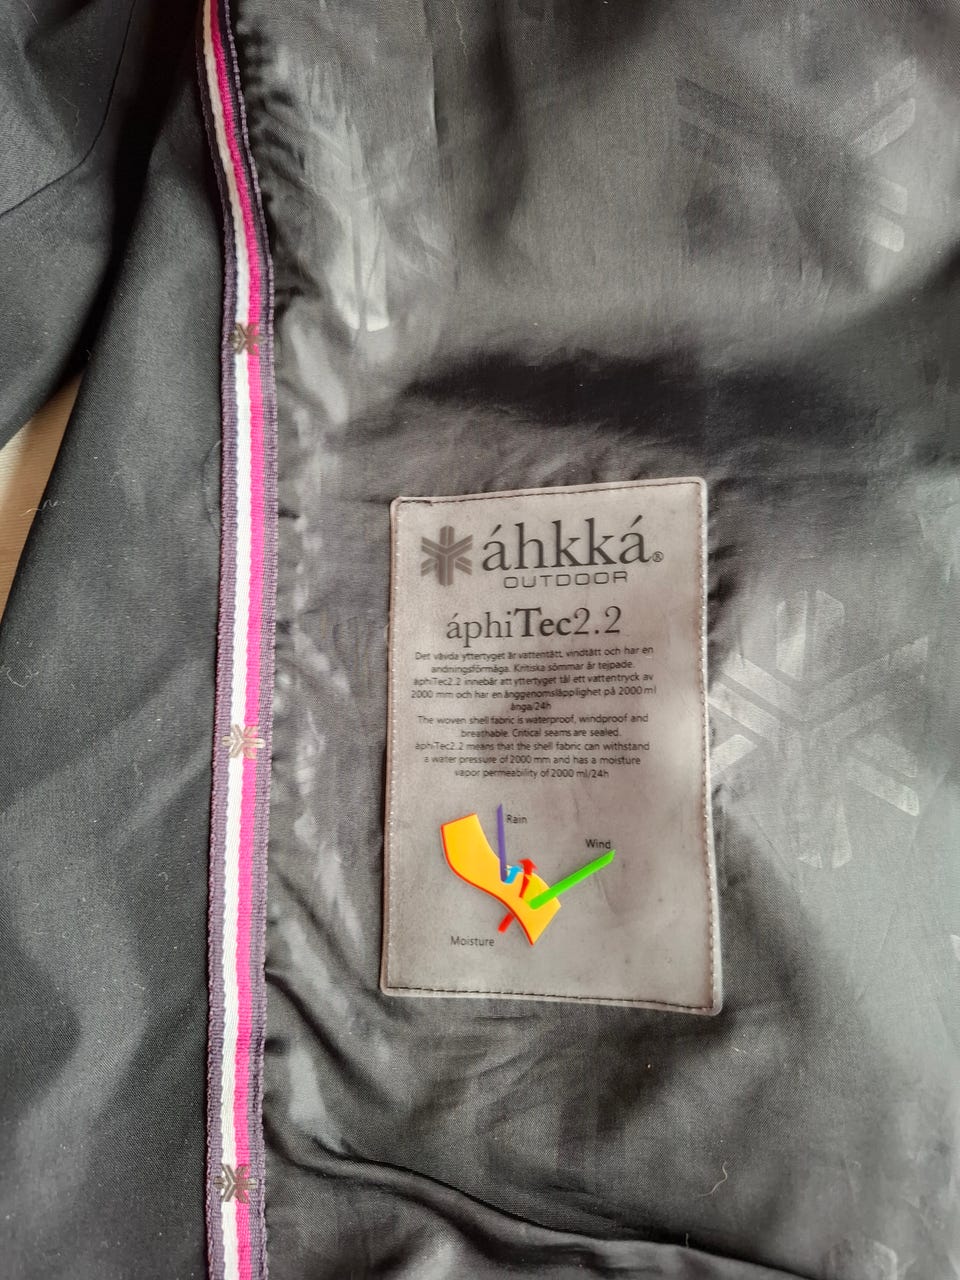 áhkká®
OUTDOOR
áphiTec2.2
Det vävda yttertyget är vattentätt, vindtätt och har en
andningsförmåga. Kritiska sömmar är tejpade.
áphiTec2.2 innebär att yttertyget tål ett vattentryck av
2000 mm och har en ånggenomsläpplighet på 2000 ml
ånga/24h
The woven shell fabric is waterproof, windproof and
breathable. Critical seams are sealed.
áphiTec2.2 means that the shell fabric can withstand
a water pressure of 2000 mm and has a moisture
vapor permeability of 2000 ml/24h
Rain
Wind
Moisture